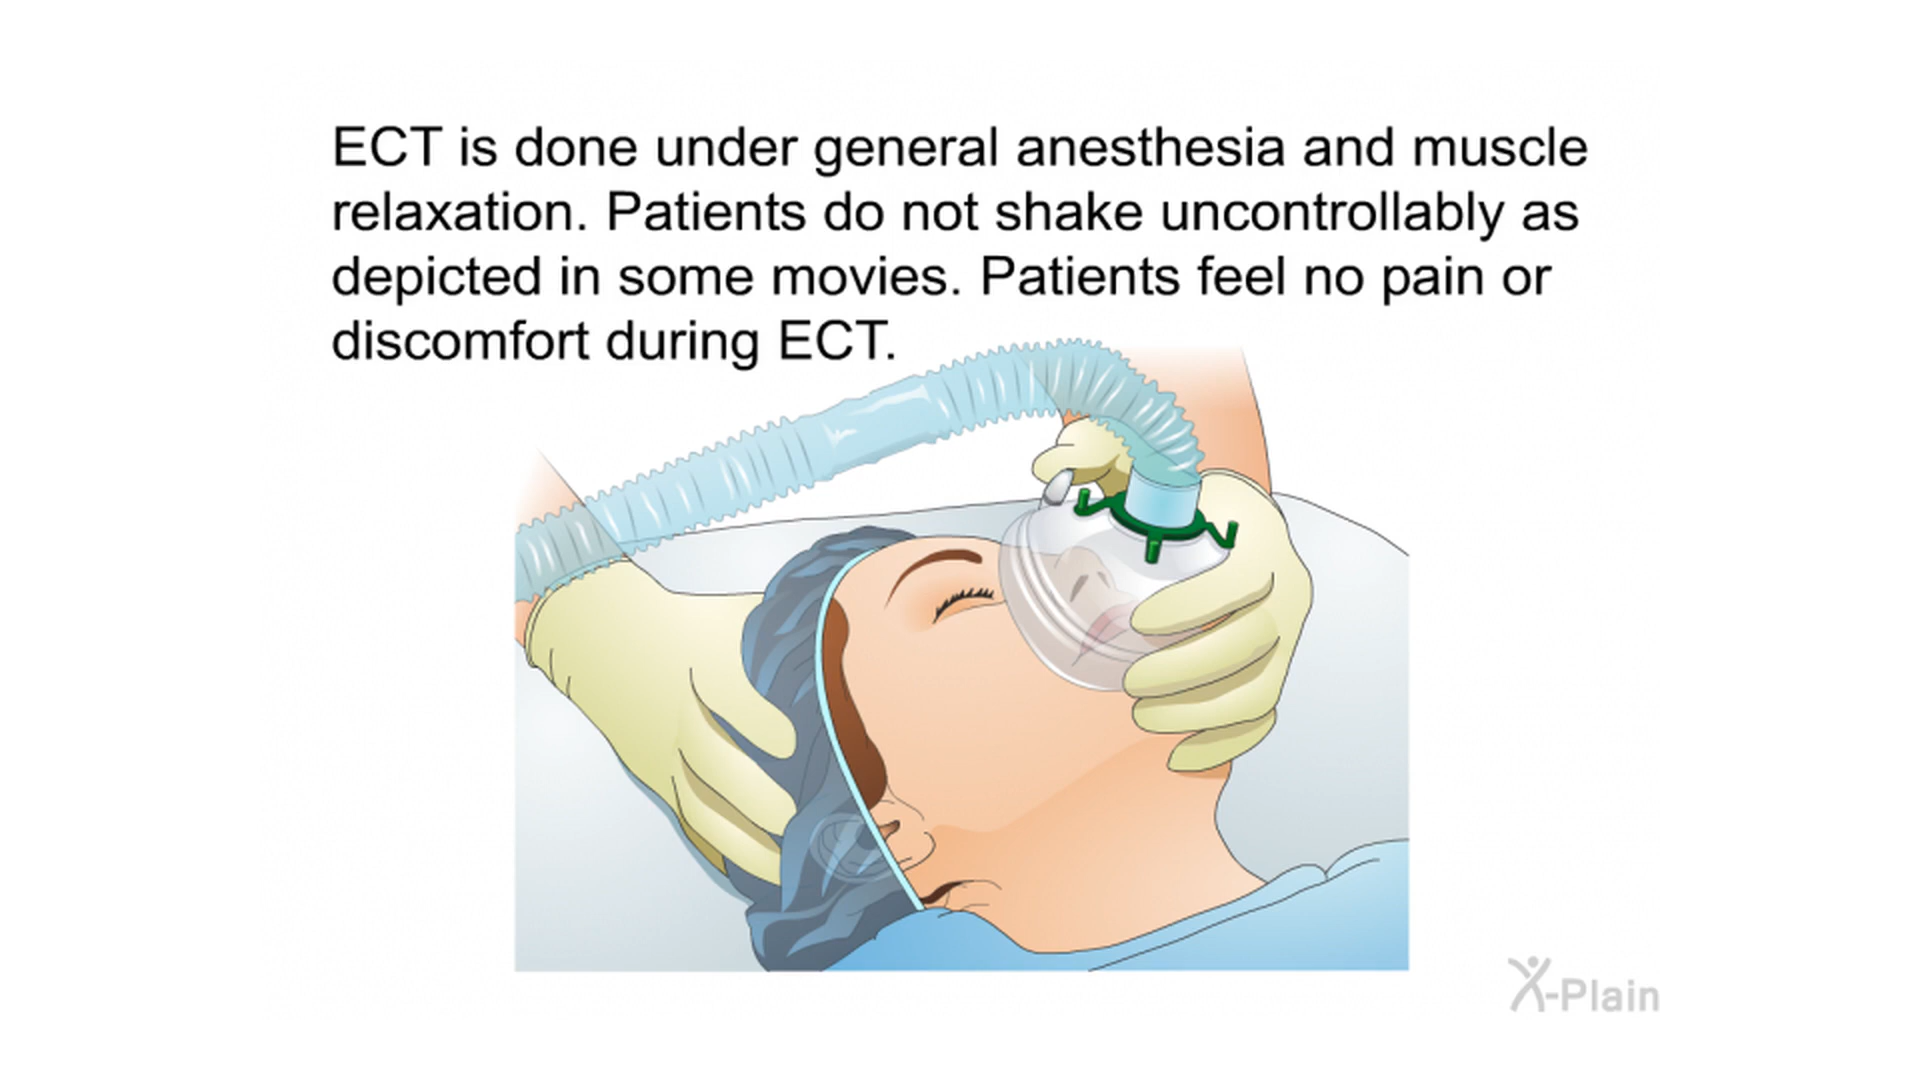 ECT is done under general anesthesia and muscle
relaxation. Patients do not shake uncontrollably as
depicted in some movies. Patients feel no pain or
discomfort during ECT.
X-Plain